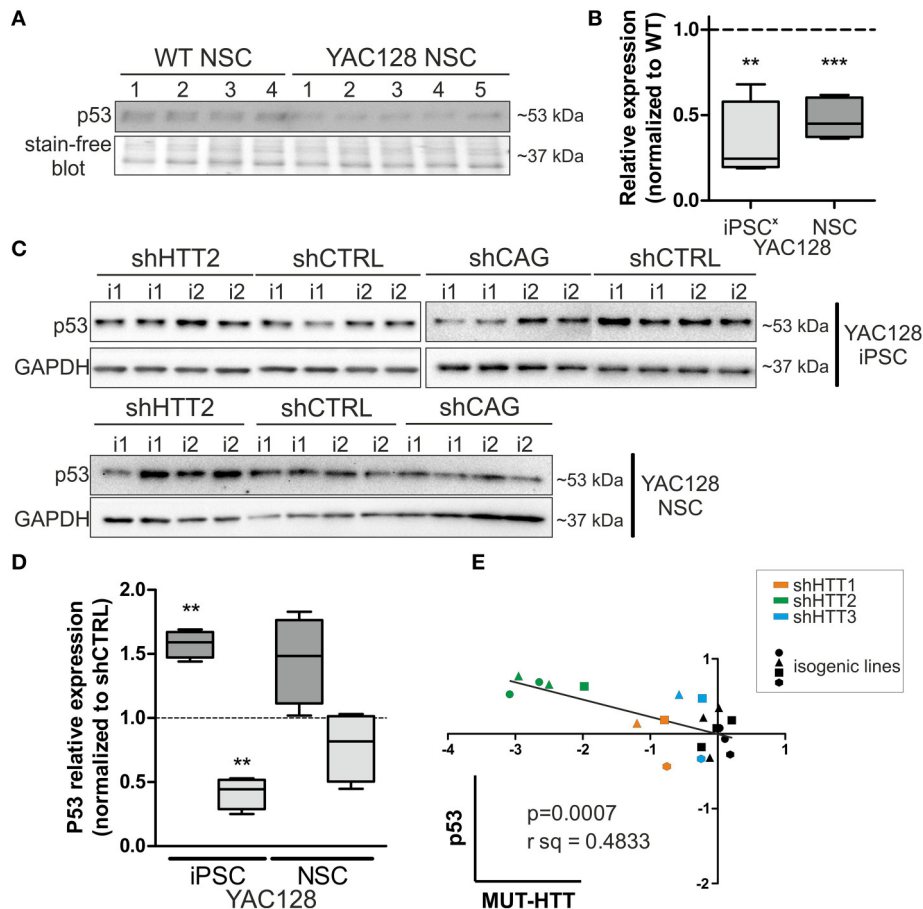 A
WT NSC YAC128 NSC
1 2 3 4 1 2 3 4 5
p53 ~53 kDa
stain-free blot ~37 kDa
B
Relative expression
(normalized to WT)
1.0
0.5
0.0
** ***
iPSCˣ NSC
YAC128
C
shHTT2 shCTRL shCAG shCTRL
i1 i1 i2 i2 i1 i1 i2 i2 i1 i1 i2 i2 i1 i1 i2 i2
p53 ~53 kDa
GAPDH ~37 kDa
YAC128
iPSC
shHTT2 shCTRL shCAG
i1 i1 i2 i2 i1 i1 i2 i2 i1 i1 i2 i2
p53 ~53 kDa
GAPDH ~37 kDa
YAC128
NSC
D
P53 relative expression
(normalized to shCTRL)
2.0
1.5
1.0
0.5
0.0
**
**
iPSC NSC
YAC128
E
shHTT1
shHTT2
shHTT3
isogenic lines
1
-4 -3 -2 -1 0 1
-1
-2
p53
p=0.0007
r sq = 0.4833
MUT-HTT